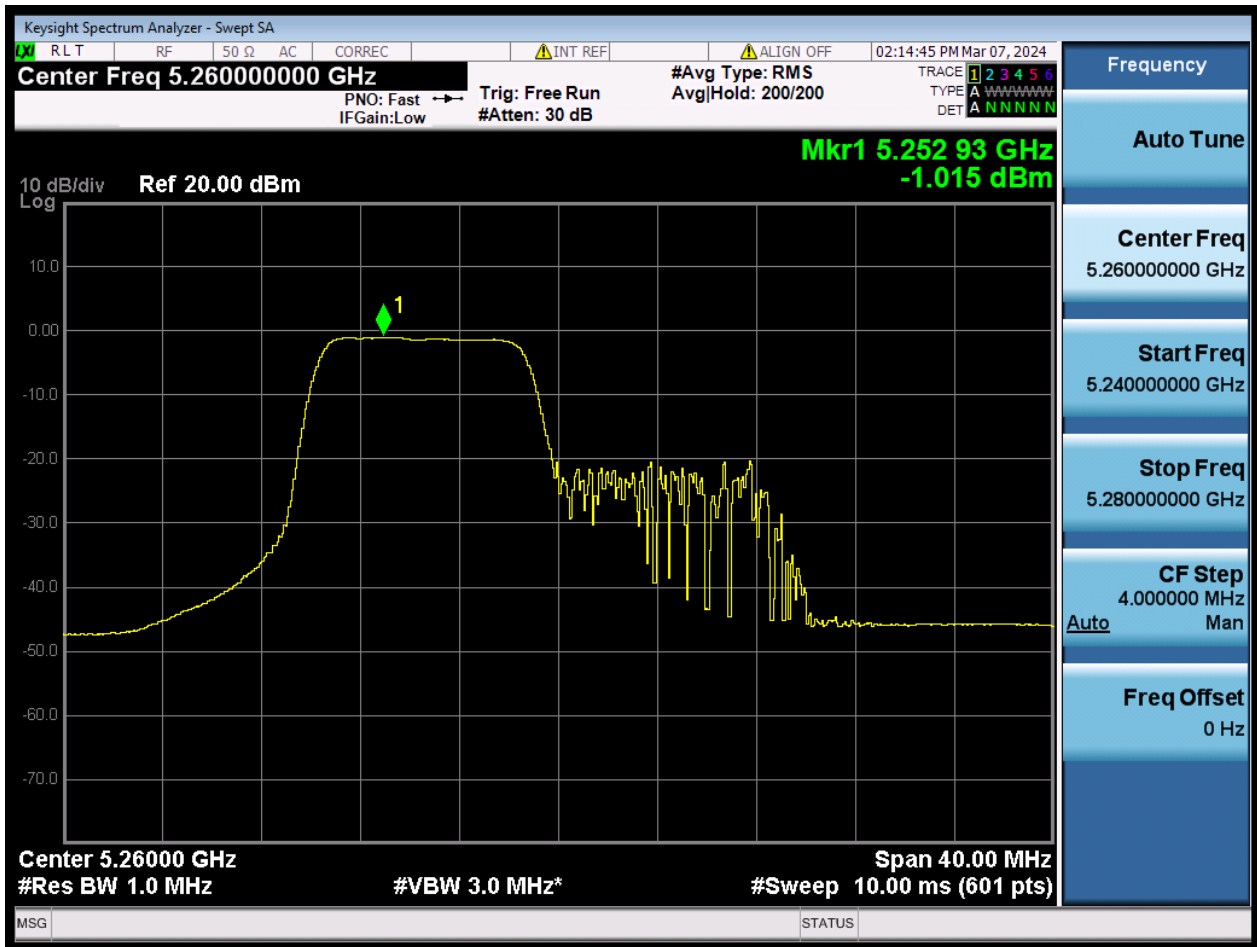 Keysight Spectrum Analyzer - Swept SA
LXI RLT RF 50 Ω AC CORREC INT REF ALIGN OFF 02:14:45 PM Mar 07, 2024
Center Freq 5.260000000 GHz
PNO: Fast
IFGain:Low
Trig: Free Run
#Atten: 30 dB
#Avg Type: RMS
Avg|Hold: 200/200
TRACE 1 2 3 4 5 6
TYPE A WWWWW
DET A N N N N N
Mkr1 5.252 93 GHz
-1.015 dBm
10 dB/div Ref 20.00 dBm
Log
1
10.0
0.00
-10.0
-20.0
-30.0
-40.0
-50.0
-60.0
-70.0
Center 5.26000 GHz Span 40.00 MHz
#Res BW 1.0 MHz #VBW 3.0 MHz* #Sweep 10.00 ms (601 pts)
Frequency
Auto Tune
Center Freq
5.260000000 GHz
Start Freq
5.240000000 GHz
Stop Freq
5.280000000 GHz
CF Step
4.000000 MHz
Auto Man
Freq Offset
0 Hz
MSG STATUS